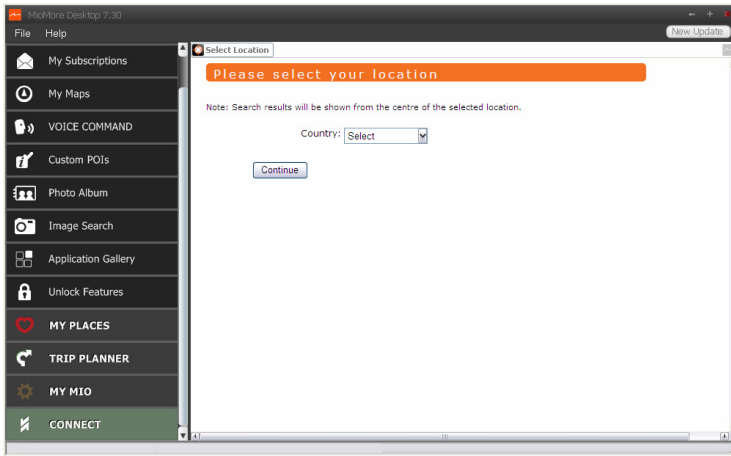 MioMore Desktop 7.30
File Help
New Update
My Subscriptions
My Maps
VOICE COMMAND
Custom POIs
Photo Album
Image Search
Application Gallery
Unlock Features
MY PLACES
TRIP PLANNER
MY MIO
CONNECT
Select Location
Please select your location
Note: Search results will be shown from the centre of the selected location.
Country: Select
Continue